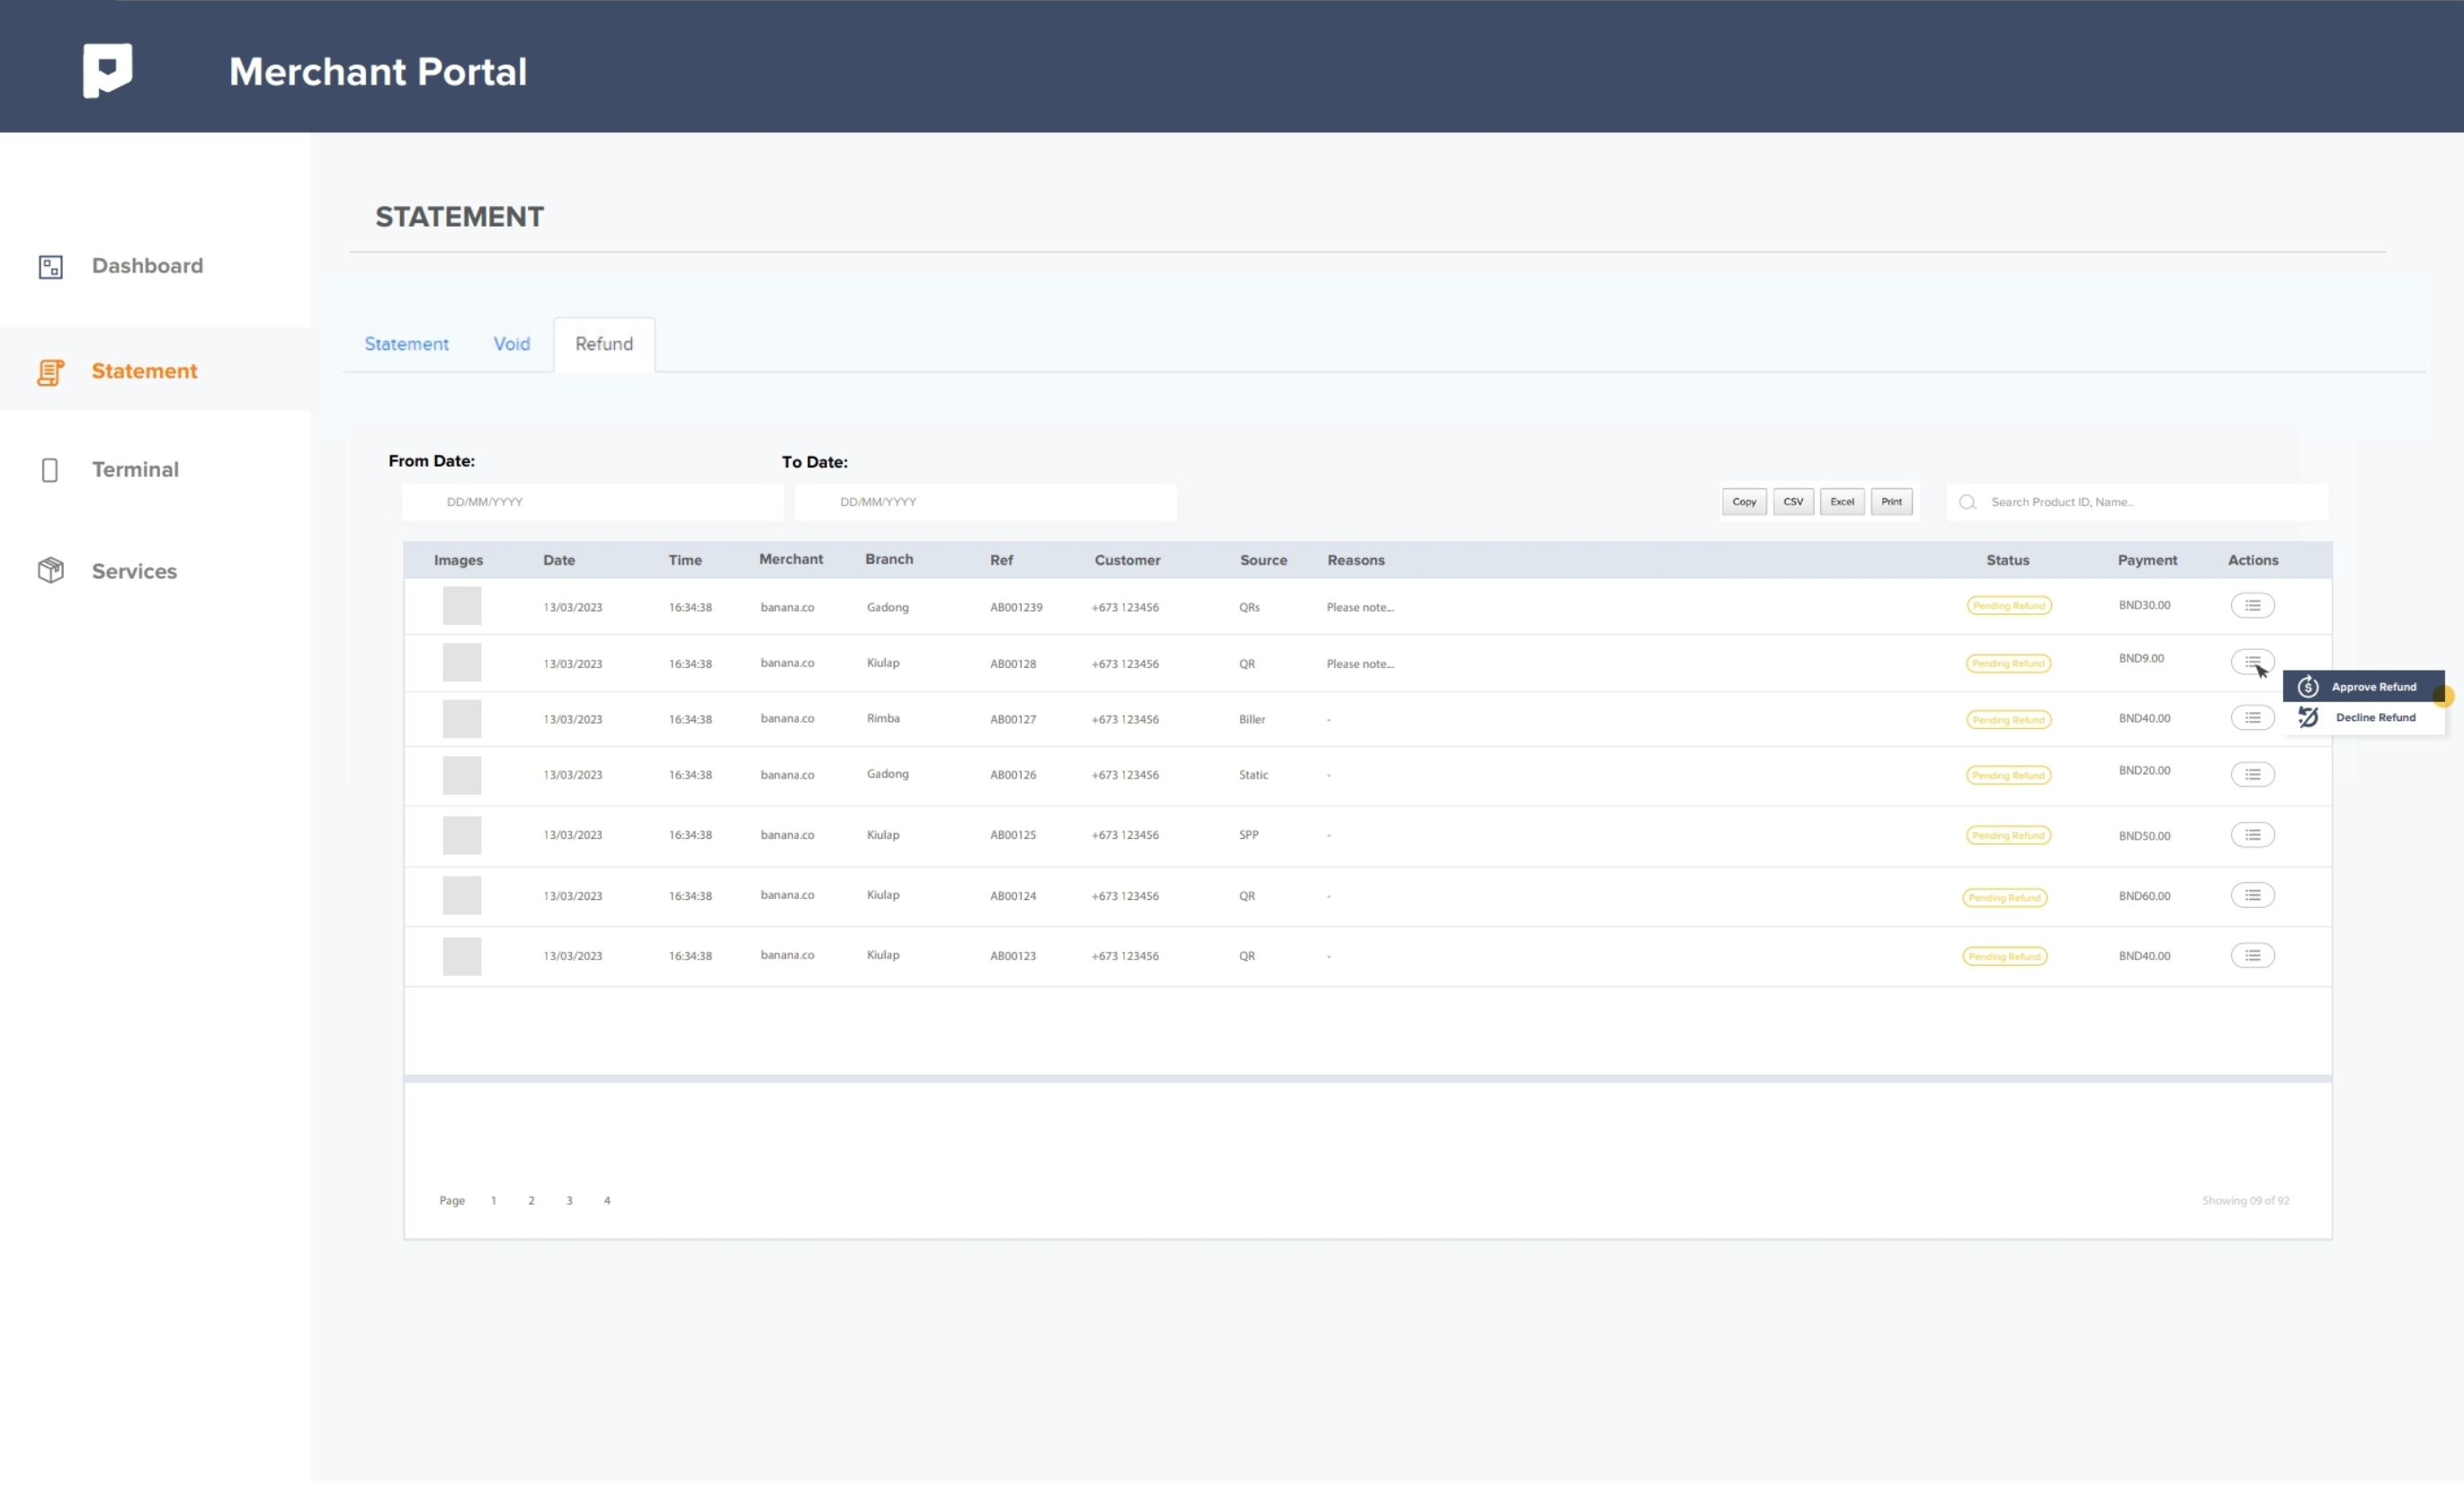 Merchant Portal
STATEMENT
Dashboard
Statement
Terminal
Services
Statement Void Refund
From Date: To Date:
DD/MM/YYYY DD/MM/YYYY Copy CSV Excel Print Search Product ID, Name..
Images Date Time Merchant Branch Ref Customer Source Reasons Status Payment Actions
13/03/2023 16:34:38 banana.co Gadong AB001239 +673 123456 QRs Please note... Pending Refund BND30.00
13/03/2023 16:34:38 banana.co Kiulap AB00128 +673 123456 QR Please note... Pending Refund BND9.00
Approve Refund
Decline Refund
13/03/2023 16:34:38 banana.co Rimba AB00127 +673 123456 Biller - Pending Refund BND40.00
13/03/2023 16:34:38 banana.co Gadong AB00126 +673 123456 Static - Pending Refund BND20.00
13/03/2023 16:34:38 banana.co Kiulap AB00125 +673 123456 SPP - Pending Refund BND50.00
13/03/2023 16:34:38 banana.co Kiulap AB00124 +673 123456 QR - Pending Refund BND60.00
13/03/2023 16:34:38 banana.co Kiulap AB00123 +673 123456 QR - Pending Refund BND40.00
Page 1 2 3 4 Showing 09 of 92